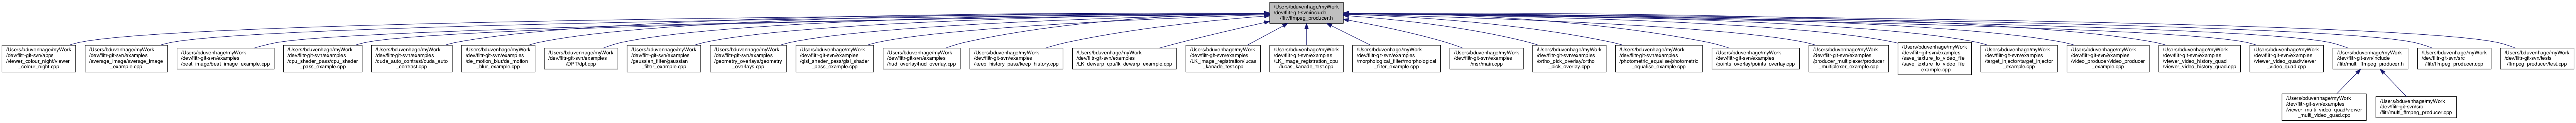 /Users/bduvenhage/myWork
/dev/flitr-git-svn/include
/flitr/ffmpeg_producer.h
/Users/bduvenhage/myWork
/dev/flitr-git-svn/apps
/viewer_colour_night/viewer
_colour_night.cpp
/Users/bduvenhage/myWork
/dev/flitr-git-svn/examples
/average_image/average_image
_example.cpp
/Users/bduvenhage/myWork
/dev/flitr-git-svn/examples
/beat_image/beat_image_example.cpp
/Users/bduvenhage/myWork
/dev/flitr-git-svn/examples
/cpu_shader_pass/cpu_shader
_pass_example.cpp
/Users/bduvenhage/myWork
/dev/flitr-git-svn/examples
/cuda_auto_contrast/cuda_auto
_contrast.cpp
/Users/bduvenhage/myWork
/dev/flitr-git-svn/examples
/de_motion_blur/de_motion
_blur_example.cpp
/Users/bduvenhage/myWork
/dev/flitr-git-svn/examples
/DPT/dpt.cpp
/Users/bduvenhage/myWork
/dev/flitr-git-svn/examples
/gaussian_filter/gaussian
_filter_example.cpp
/Users/bduvenhage/myWork
/dev/flitr-git-svn/examples
/geometry_overlays/geometry
_overlays.cpp
/Users/bduvenhage/myWork
/dev/flitr-git-svn/examples
/glsl_shader_pass/glsl_shader
_pass_example.cpp
/Users/bduvenhage/myWork
/dev/flitr-git-svn/examples
/hud_overlay/hud_overlay.cpp
/Users/bduvenhage/myWork
/dev/flitr-git-svn/examples
/keep_history_pass/keep_history.cpp
/Users/bduvenhage/myWork
/dev/flitr-git-svn/examples
/LK_dewarp_cpu/lk_dewarp_example.cpp
/Users/bduvenhage/myWork
/dev/flitr-git-svn/examples
/LK_image_registration/lucas
_kanade_test.cpp
/Users/bduvenhage/myWork
/dev/flitr-git-svn/examples
/LK_image_registration_cpu
/lucas_kanade_test.cpp
/Users/bduvenhage/myWork
/dev/flitr-git-svn/examples
/morphological_filter/morphological
_filter_example.cpp
/Users/bduvenhage/myWork
/dev/flitr-git-svn/examples
/msr/main.cpp
/Users/bduvenhage/myWork
/dev/flitr-git-svn/examples
/ortho_pick_overlay/ortho
_pick_overlay.cpp
/Users/bduvenhage/myWork
/dev/flitr-git-svn/examples
/photometric_equalise/photometric
_equalise_example.cpp
/Users/bduvenhage/myWork
/dev/flitr-git-svn/examples
/points_overlay/points_overlay.cpp
/Users/bduvenhage/myWork
/dev/flitr-git-svn/examples
/producer_multiplexer/producer
_multiplexer_example.cpp
/Users/bduvenhage/myWork
/dev/flitr-git-svn/examples
/save_texture_to_video_file
/save_texture_to_video_file
_example.cpp
/Users/bduvenhage/myWork
/dev/flitr-git-svn/examples
/target_injector/target_injector
_example.cpp
/Users/bduvenhage/myWork
/dev/flitr-git-svn/examples
/video_producer/video_producer
_example.cpp
/Users/bduvenhage/myWork
/dev/flitr-git-svn/examples
/viewer_video_history_quad
/viewer_video_history_quad.cpp
/Users/bduvenhage/myWork
/dev/flitr-git-svn/examples
/viewer_video_quad/viewer
_video_quad.cpp
/Users/bduvenhage/myWork
/dev/flitr-git-svn/include
/flitr/multi_ffmpeg_producer.h
/Users/bduvenhage/myWork
/dev/flitr-git-svn/src
/flitr/ffmpeg_producer.cpp
/Users/bduvenhage/myWork
/dev/flitr-git-svn/tests
/ffmpeg_producer/test.cpp
/Users/bduvenhage/myWork
/dev/flitr-git-svn/examples
/viewer_multi_video_quad/viewer
_multi_video_quad.cpp
/Users/bduvenhage/myWork
/dev/flitr-git-svn/src
/flitr/multi_ffmpeg_producer.cpp